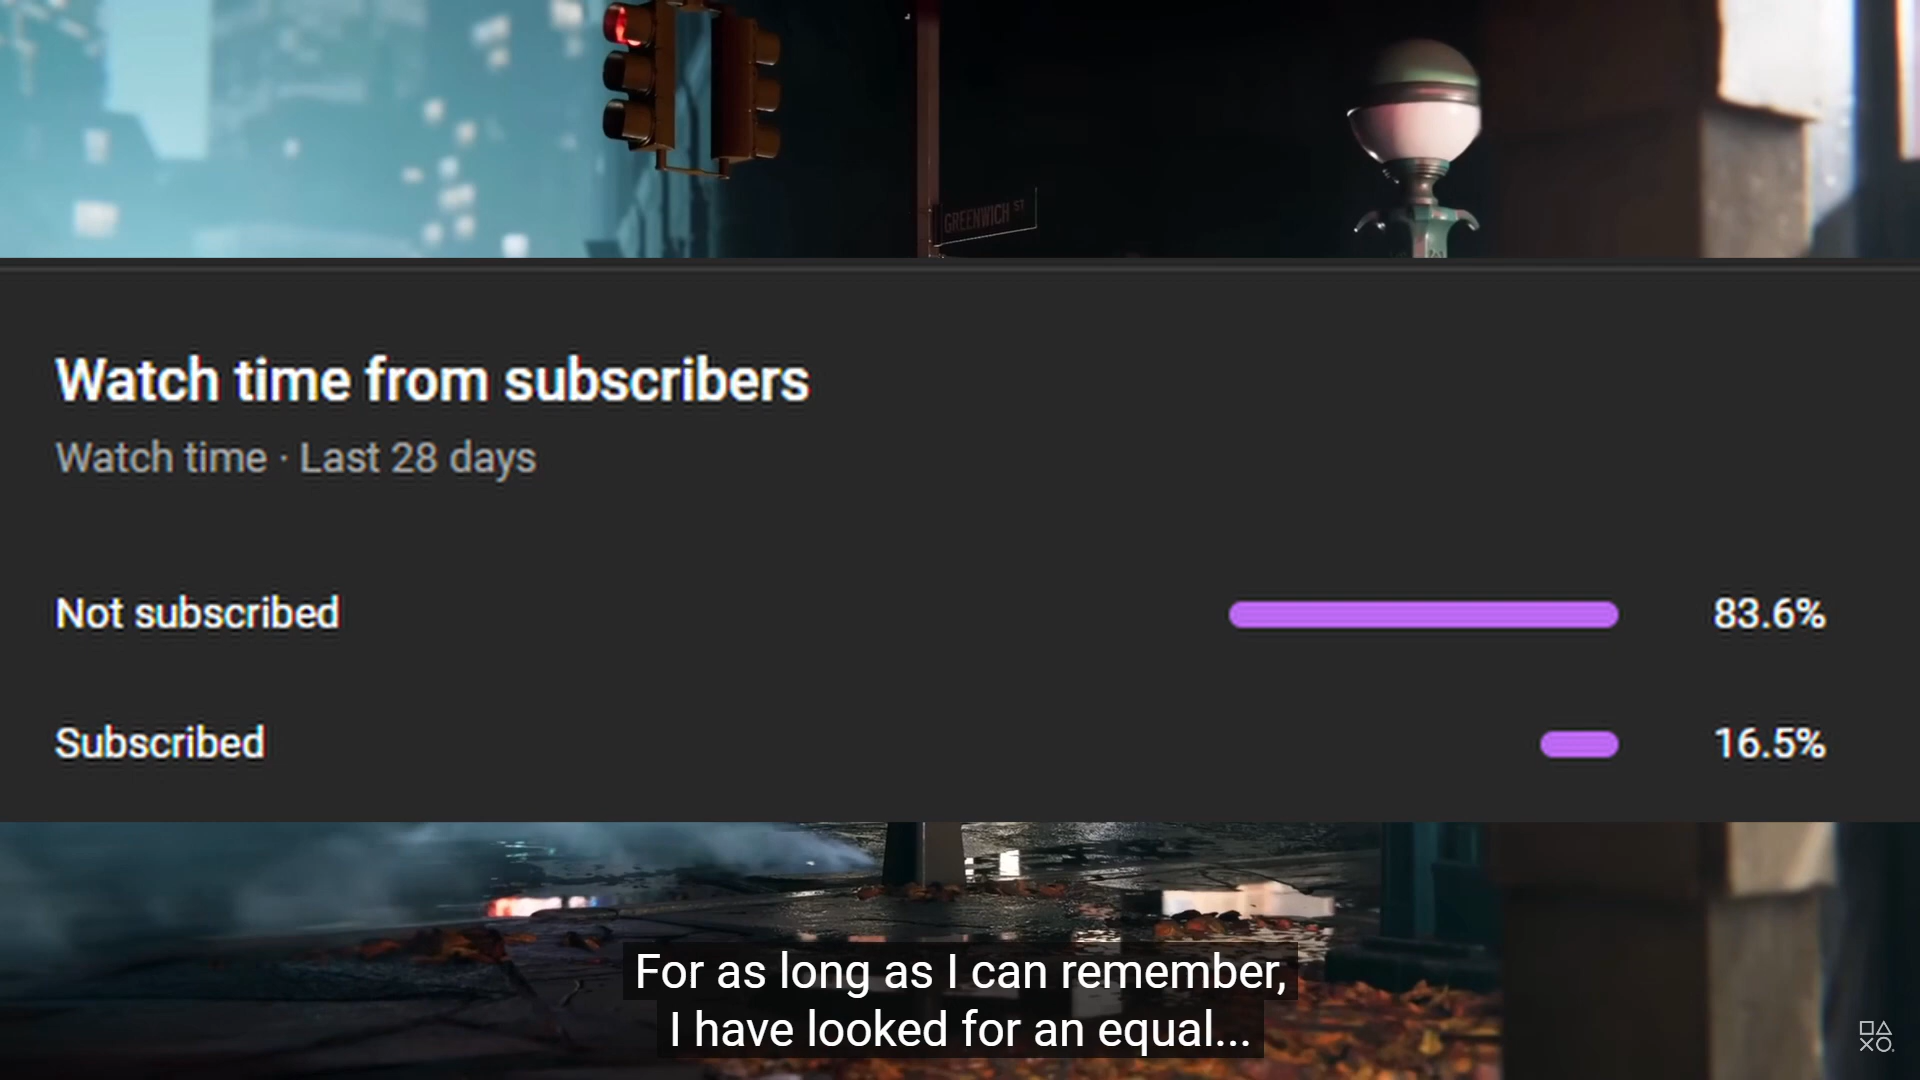 GREENWICH ST
Watch time from subscribers
Watch time · Last 28 days
Not subscribed 83.6%
Subscribed 16.5%
For as long as I can remember,
I have looked for an equal...